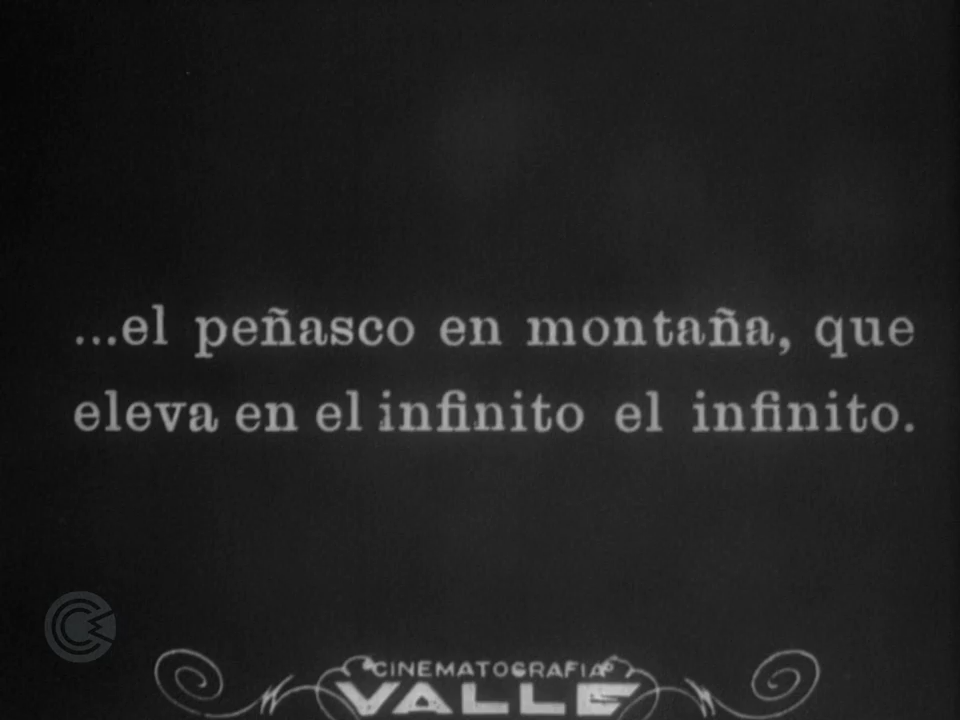 ...el peñasco en montaña, que
eleva en el infinito el infinito.
CINEMATOGRAFIA
VALLE